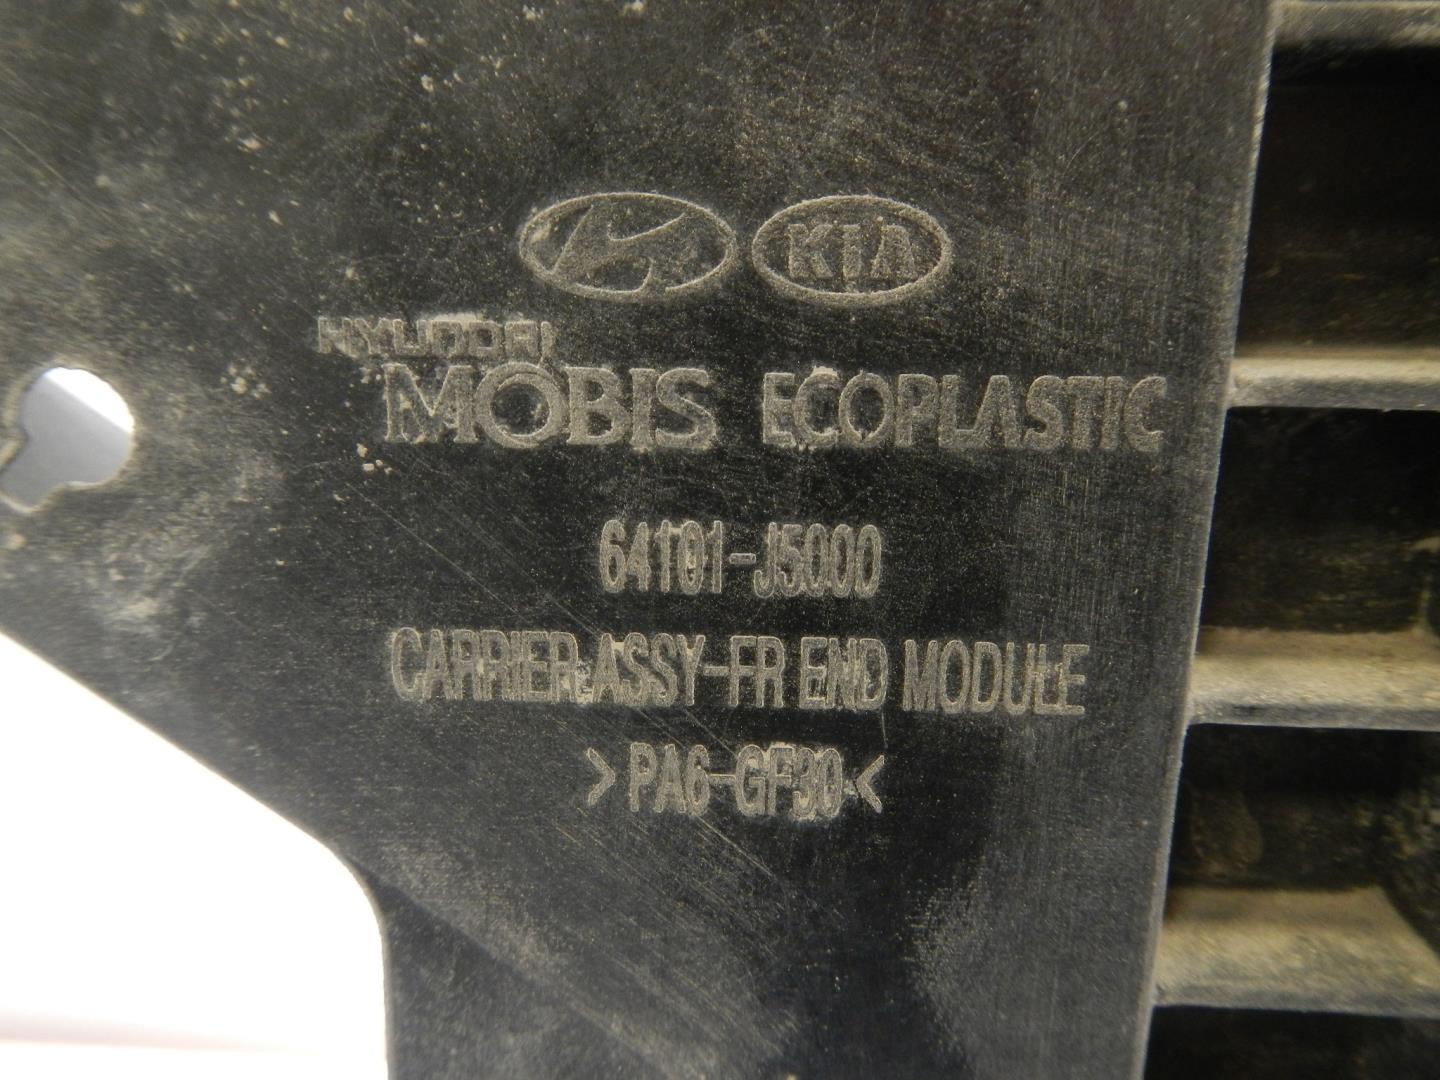 KIA
HYUNDAI
MOBIS ECOPLASTIC
64101-J5000
CARRIER ASSY-FR END MODULE
>PA6-GF30<